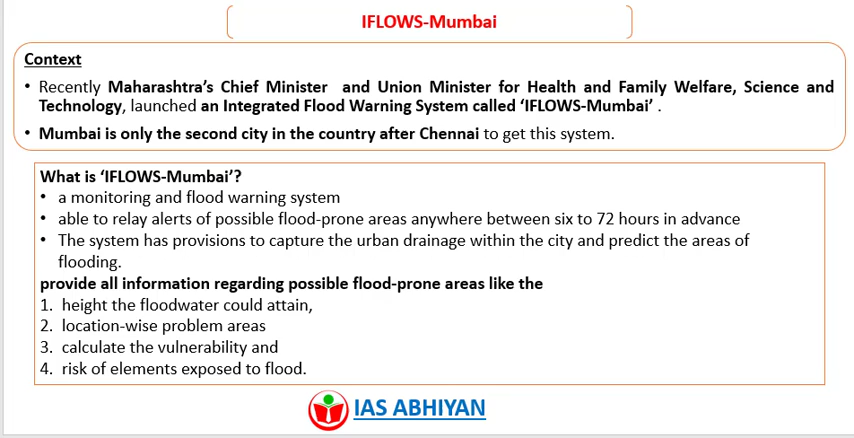 IFLOWS-Mumbai
Context
• Recently Maharashtra's Chief Minister and Union Minister for Health and Family Welfare, Science and
Technology, launched an Integrated Flood Warning System called 'IFLOWS-Mumbai' .
• Mumbai is only the second city in the country after Chennai to get this system.
What is 'IFLOWS-Mumbai'?
• a monitoring and flood warning system
• able to relay alerts of possible flood-prone areas anywhere between six to 72 hours in advance
• The system has provisions to capture the urban drainage within the city and predict the areas of
flooding.
provide all information regarding possible flood-prone areas like the
1. height the floodwater could attain,
2. location-wise problem areas
3. calculate the vulnerability and
4. risk of elements exposed to flood.
IAS ABHIYAN